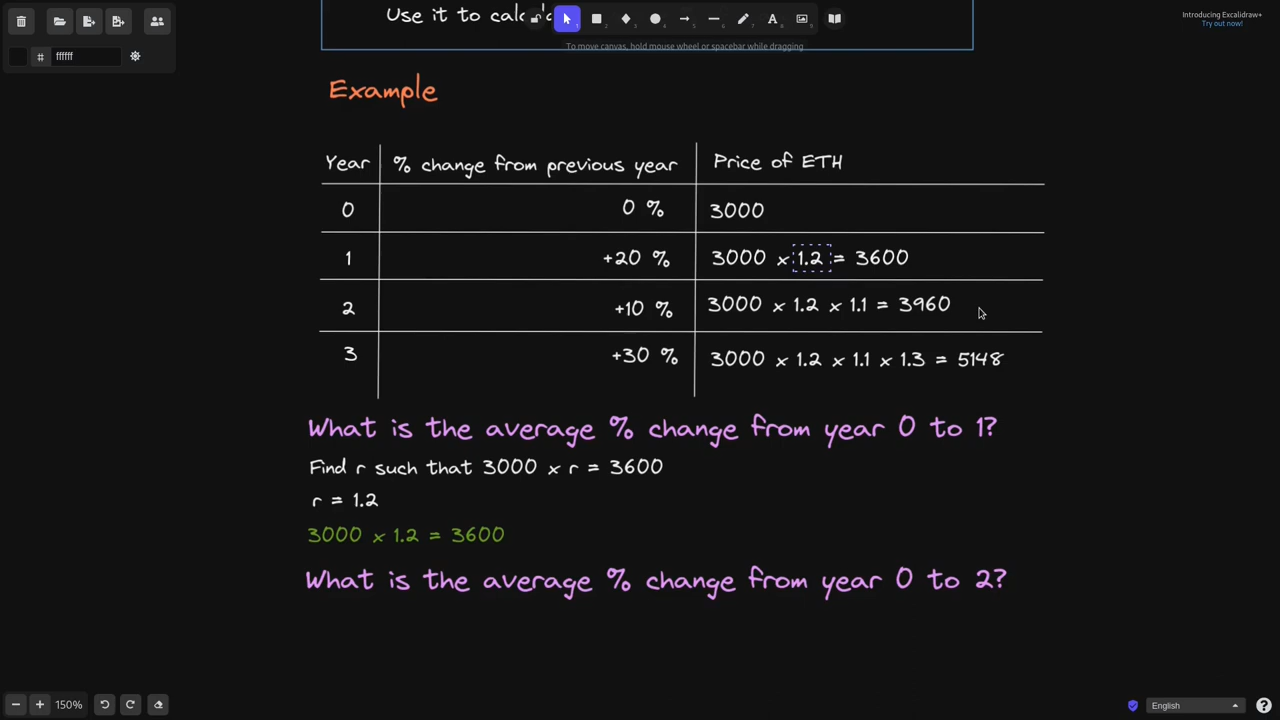 Use it to calc
To move canvas, hold mouse wheel or spacebar while dragging
Introducing Excalidraw+
Try out now!
# ffffff
Example
Year % change from previous year Price of ETH
0 0 % 3000
1 +20 % 3000 x 1.2 = 3600
2 +10 % 3000 x 1.2 x 1.1 = 3960
3 +30 % 3000 x 1.2 x 1.1 x 1.3 = 5148
What is the average % change from year 0 to 1?
Find r such that 3000 x r = 3600
r = 1.2
3000 x 1.2 = 3600
What is the average % change from year 0 to 2?
150%
English